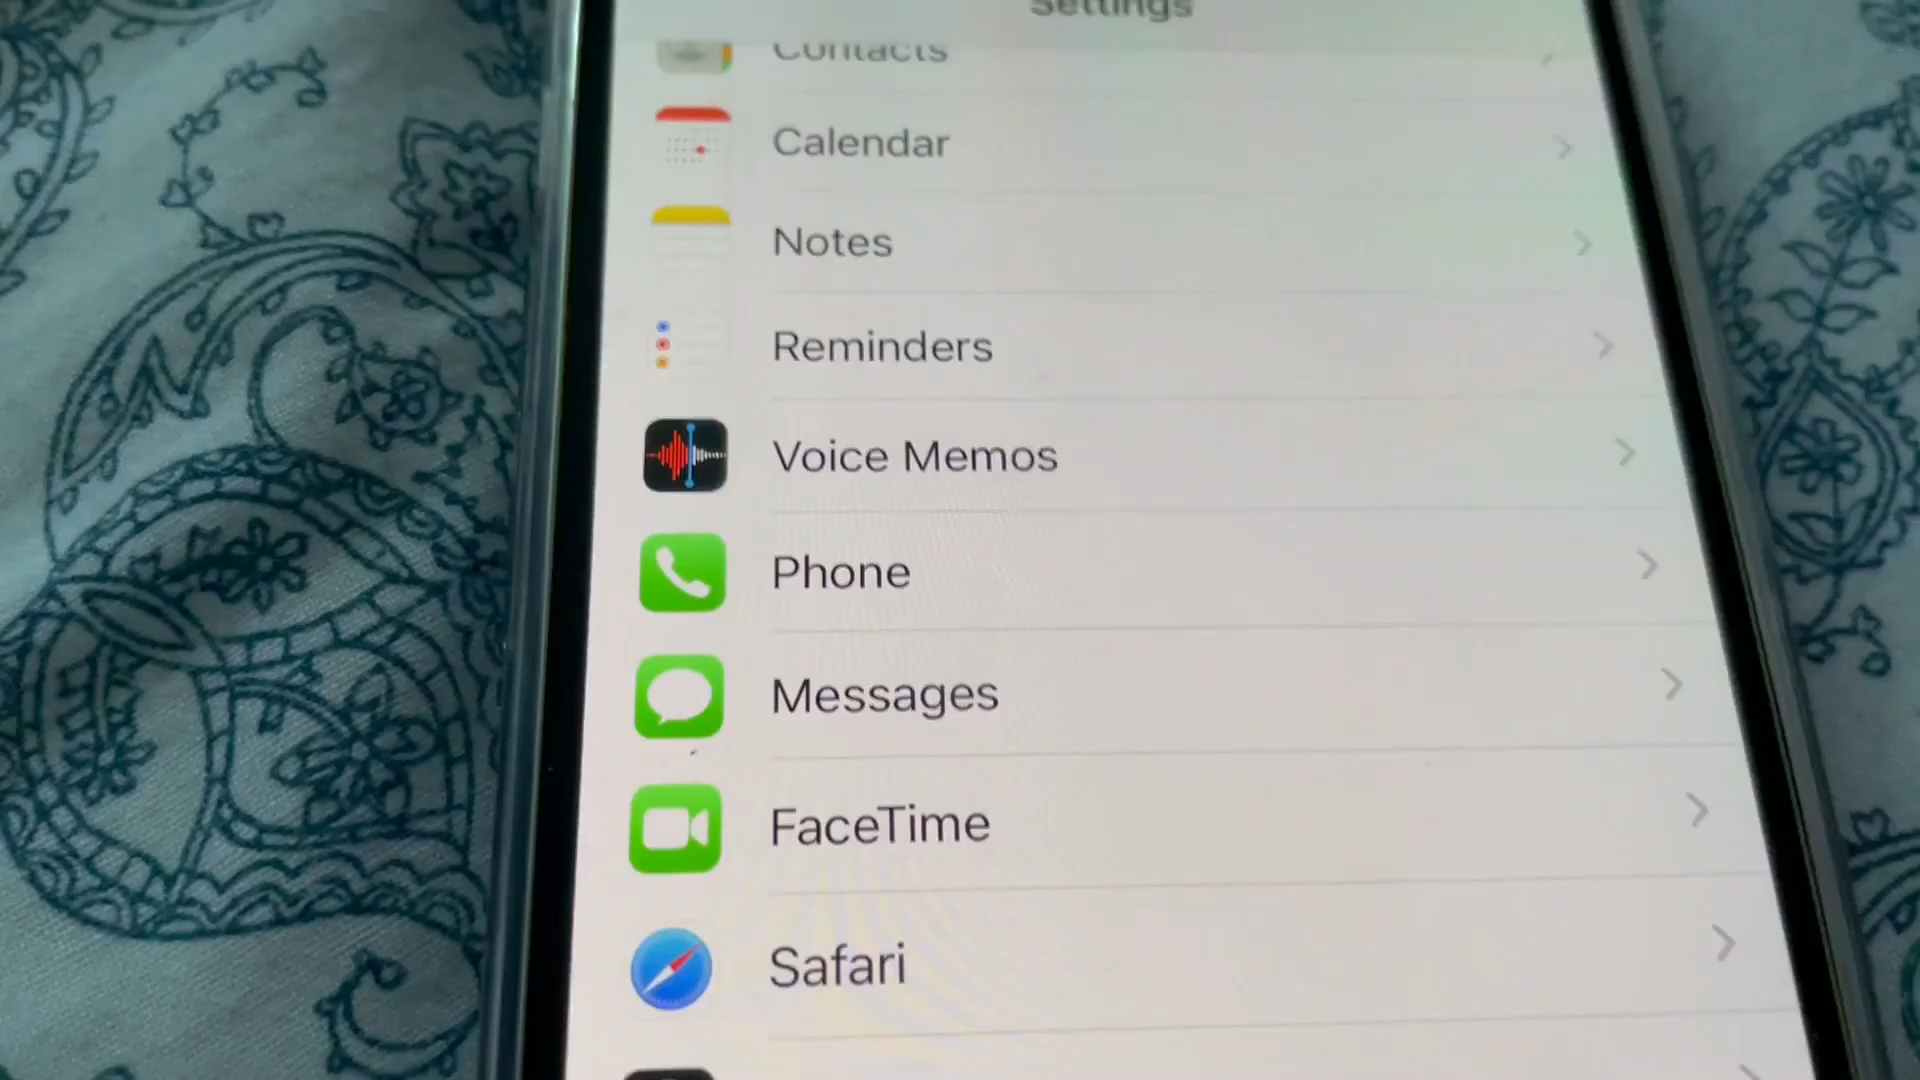 Settings
Contacts
Calendar
Notes
Reminders
Voice Memos
Phone
Messages
FaceTime
Safari